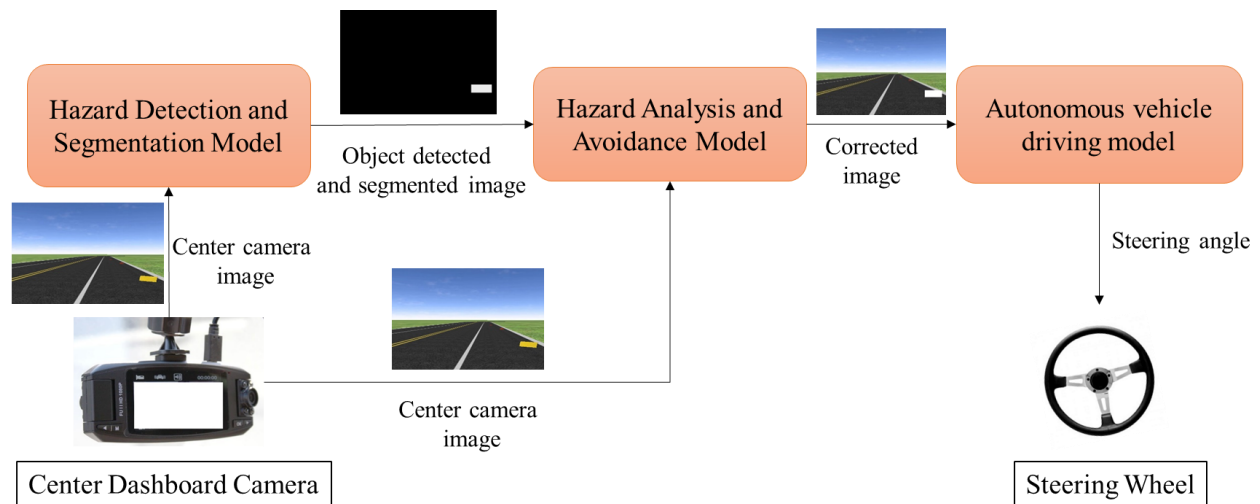 Hazard Detection and
Segmentation Model
Object detected
and segmented image
Hazard Analysis and
Avoidance Model
Corrected
image
Autonomous vehicle
driving model
Center camera
image
Steering angle
Center camera
image
Center Dashboard Camera
Steering Wheel